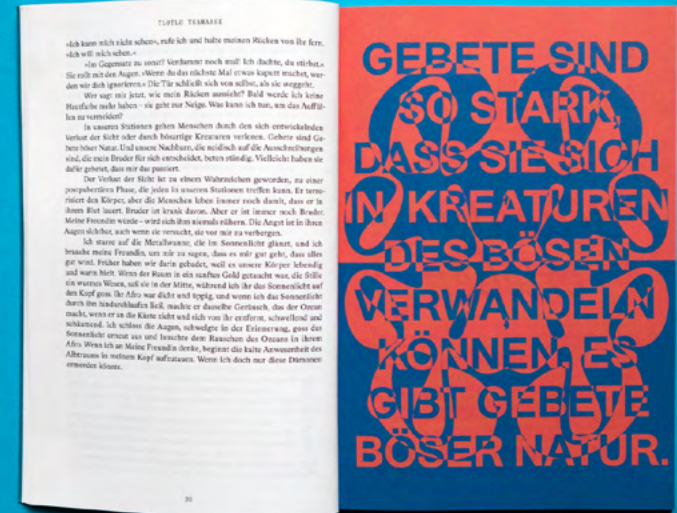 TLOTLO TSAMAASE
»Ich kann mich nicht sehen«, rufe ich und halte meinen Rücken von ihr fern.
»Ich will mich sehen.«
»Im Gegensatz zu sonst? Verdammt noch mal! Ich dachte, du stirbst.«
Sie rollt mit den Augen. »Wenn du das nächste Mal etwas kaputt machst, wer-
den wir dich ignorieren.« Die Tür schließt sich von selbst, als sie weggeht.
Wer sagt mir jetzt, wie mein Rücken aussieht? Bald werde ich keine
Hautfarbe mehr haben – sie geht zur Neige. Was kann ich tun, um das Auffäl-
len zu vermeiden?
In unseren Stationen gehen Menschen durch den sich entwickelnden
Verlust der Sicht oder durch bösartige Kreaturen verloren. Gebete sind Ge-
bete böser Natur. Und unsere Nachbarn, die neidisch auf die Ausschreibungen
sind, die mein Bruder für sich entscheidet, beten ständig. Vielleicht haben sie
dafür gebetet, dass mir das passiert.
Der Verlust der Sicht ist zu einem Wahrzeichen geworden, zu einer
postpubertären Phase, die jeden in unseren Stationen treffen kann. Er terro-
risiert den Körper, aber die Menschen leben immer noch damit, dass er in
ihrem Blut lauert. Bruder ist krank davon. Aber er ist immer noch Bruder.
Meine Freundin würde – wird sich ihm niemals nähern. Die Angst ist in ihren
Augen sichtbar, auch wenn sie versucht, sie vor mir zu verbergen.
Ich starre auf die Metallwanne, die im Sonnenlicht glänzt, und ich
brauche meine Freundin, um mir zu sagen, dass es mir gut geht, dass alles
gut wird. Früher haben wir darin gebadet, weil es unsere Körper lebendig
und warm hielt. Wenn der Raum in ein sanftes Gold getaucht war, die Stille
ein warmes Wesen, saß sie in der Mitte, während ich ihr das Sonnenlicht auf
den Kopf goss. Ihr Afro war dicht und üppig, und wenn ich das Sonnenlicht
durch ihn hindurchlaufen ließ, machte er dasselbe Geräusch, das der Ozean
macht, wenn er an die Küste zieht und sich von ihr entfernt, schwellend und
schäumend. Ich schloss die Augen, schwelgte in der Erinnerung, goss das
Sonnenlicht erneut aus und lauschte dem Rauschen des Ozeans in ihrem
Afro. Wenn ich an Meine Freundin denke, beginnt die kalte Anwesenheit des
Albtraums in meinem Kopf aufzutauen. Wenn ich doch nur diese Dämonen
ermorden könnte.
20
GEBETE SIND
SO STARK,
DASS SIE SICH
IN KREATUREN
DES BÖSEN
VERWANDELN
KÖNNEN. ES
GIBT GEBETE
BÖSER NATUR.